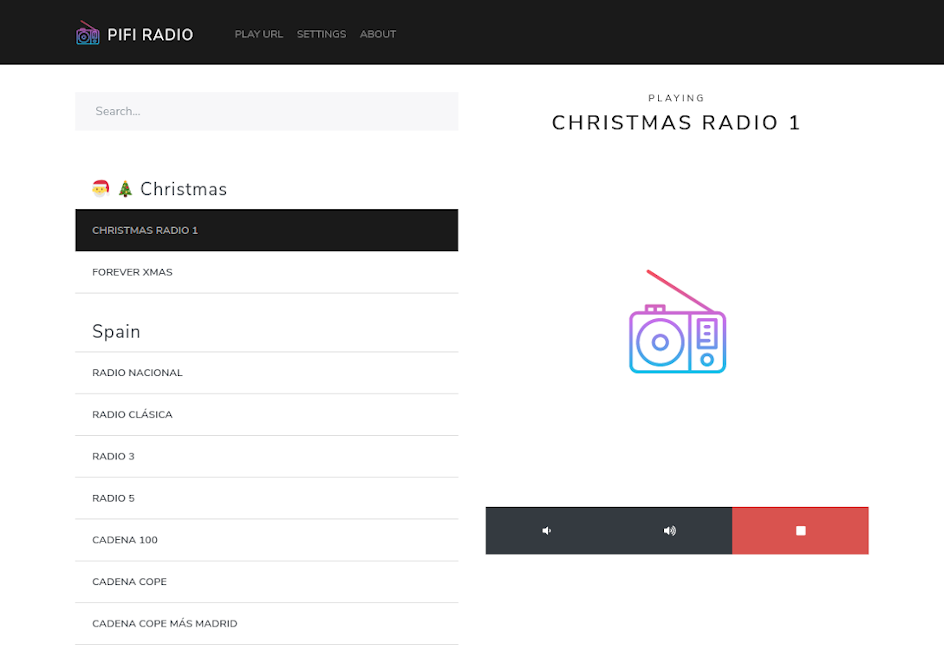 PIFI RADIO
PLAY URL SETTINGS ABOUT
Search...
Christmas
CHRISTMAS RADIO 1
FOREVER XMAS
Spain
RADIO NACIONAL
RADIO CLÁSICA
RADIO 3
RADIO 5
CADENA 100
CADENA COPE
CADENA COPE MÁS MADRID
PLAYING
CHRISTMAS RADIO 1